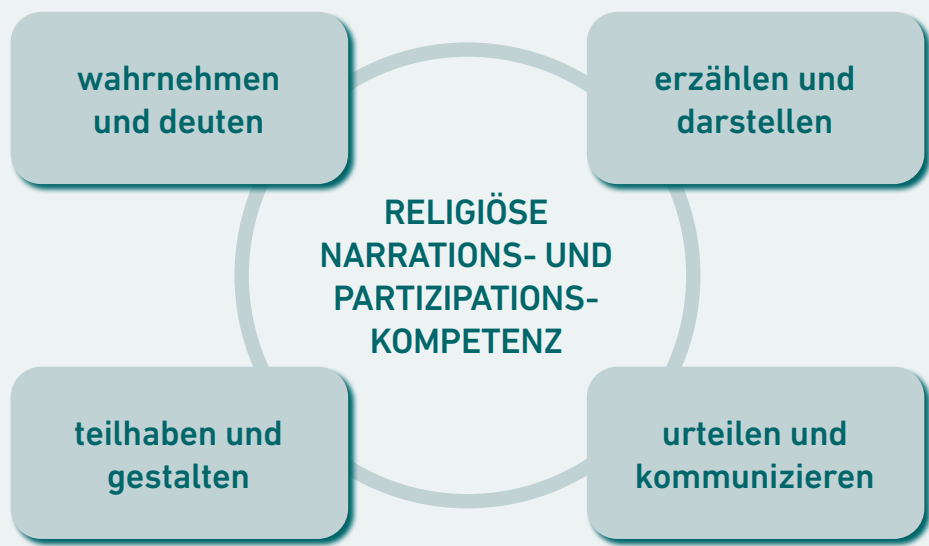 wahrnehmen
und deuten
erzählen und
darstellen
RELIGIÖSE
NARRATIONS- UND
PARTIZIPATIONS-
KOMPETENZ
teilhaben und
gestalten
urteilen und
kommunizieren